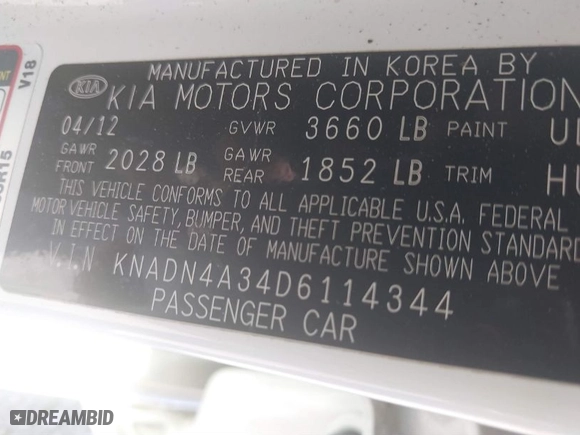 MANUFACTURED IN KOREA BY
KIA KIA MOTORS CORPORATION
04/12 GVWR 3660 LB PAINT
GAWR FRONT 2028 LB GAWR REAR 1852 LB TRIM
THIS VEHICLE CONFORMS TO ALL APPLICABLE U.S.A. FEDERAL
MOTOR VEHICLE SAFETY, BUMPER, AND THEFT PREVENTION STANDARD
IN EFFECT ON THE DATE OF MANUFACTURE SHOWN ABOVE
V.I.N KNADN4A34D6114344
PASSENGER CAR
V18
DREAMBID